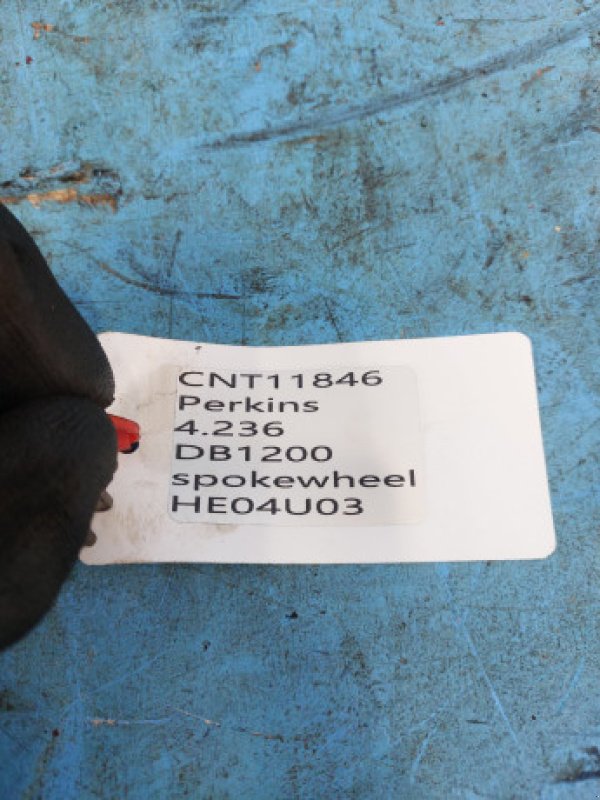 CNT11846
Perkins
4.236
DB1200
spokewheel
HE04U03